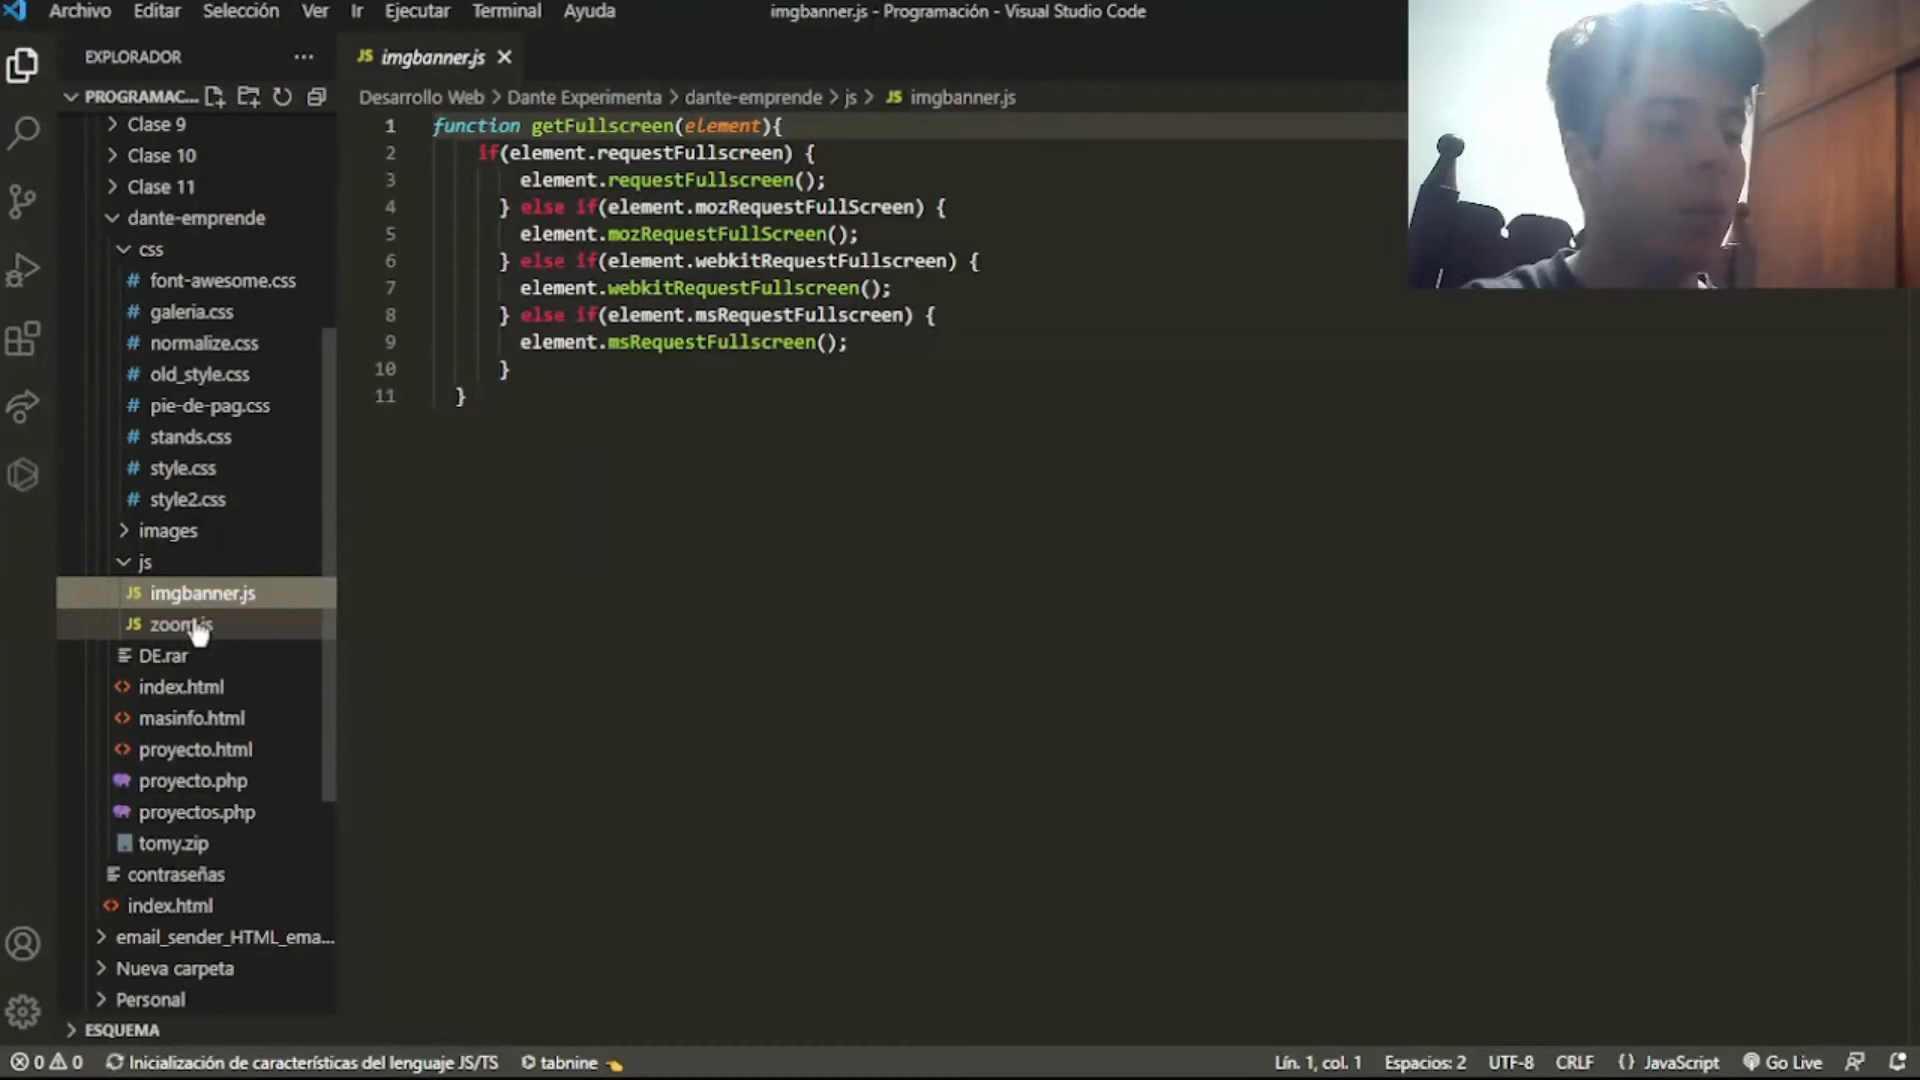 Archivo Editar Selección Ver Ir Ejecutar Terminal Ayuda
imgbanner.js - Programación - Visual Studio Code
EXPLORADOR ...
PROGRAMAC...
Clase 9
Clase 10
Clase 11
dante-emprende
css
# font-awesome.css
# galeria.css
# normalize.css
# old_style.css
# pie-de-pag.css
# stands.css
# style.css
# style2.css
images
js
JS imgbanner.js
JS zoom.js
DE.rar
<> index.html
<> masinfo.html
<> proyecto.html
proyecto.php
proyectos.php
tomy.zip
contraseñas
<> index.html
email_sender_HTML_ema...
Nueva carpeta
Personal
ESQUEMA
JS imgbanner.js
Desarrollo Web > Dante Experimenta > dante-emprende > js > JS imgbanner.js
1 function getFullscreen(element){
2 if(element.requestFullscreen) {
3 element.requestFullscreen();
4 } else if(element.mozRequestFullScreen) {
5 element.mozRequestFullScreen();
6 } else if(element.webkitRequestFullscreen) {
7 element.webkitRequestFullscreen();
8 } else if(element.msRequestFullscreen) {
9 element.msRequestFullscreen();
10 }
11 }
0 0 Inicialización de características del lenguaje JS/TS tabnine
Lín. 1, col. 1 Espacios: 2 UTF-8 CRLF {} JavaScript Go Live